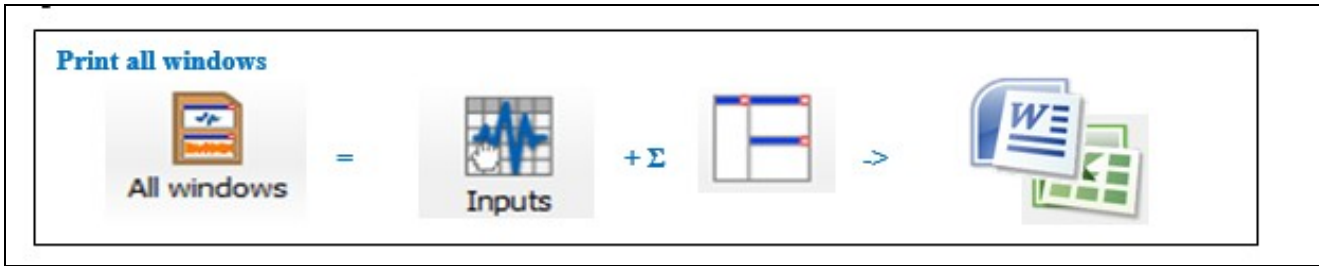 Print all windows
All windows
=
Inputs
+ Σ
->
W